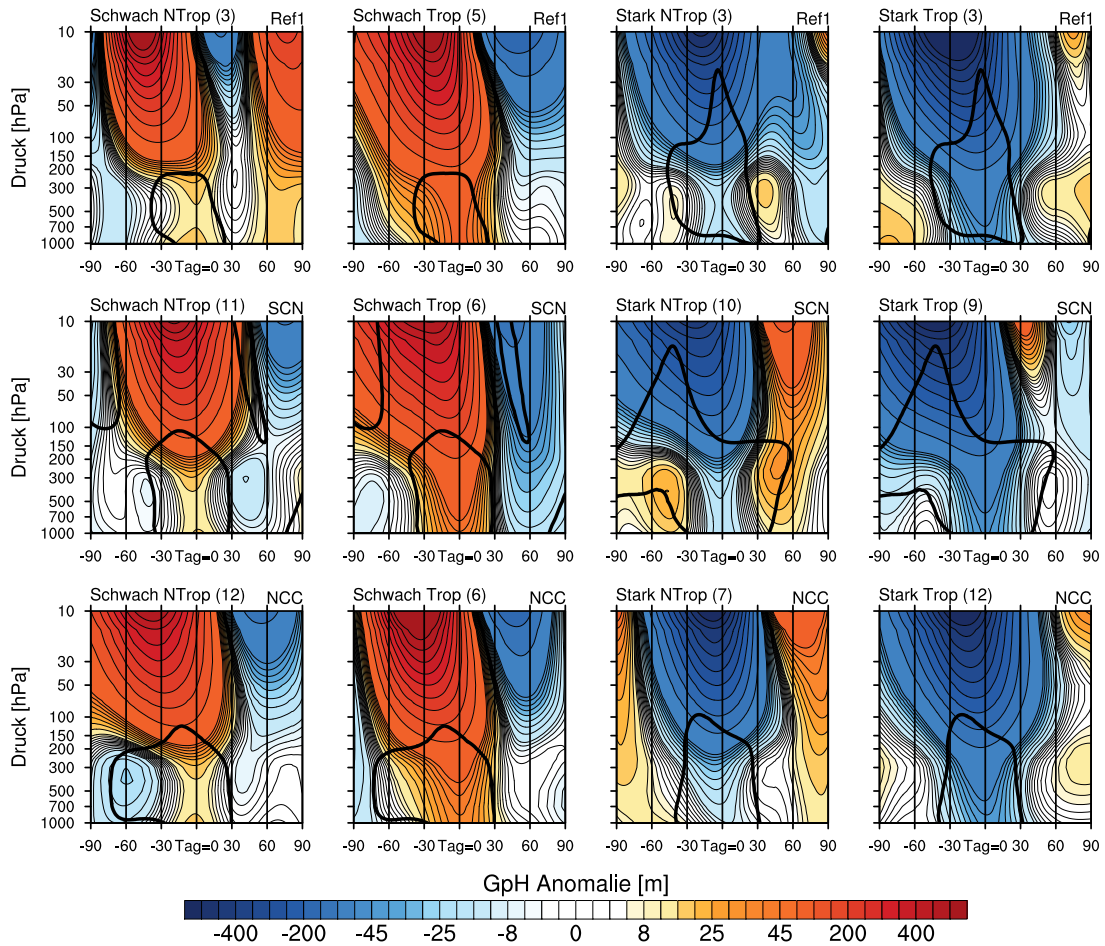 Schwach NTrop (3) Ref1 Schwach Trop (5) Ref1 Stark NTrop (3) Ref1 Stark Trop (3) Ref1
10
30
50
100
150
200
300
500
700
1000
Druck [hPa]
-90 -60 -30 Tag=0 30 60 90 -90 -60 -30 Tag=0 30 60 90 -90 -60 -30 Tag=0 30 60 90 -90 -60 -30 Tag=0 30 60 90
Schwach NTrop (11) SCN Schwach Trop (6) SCN Stark NTrop (10) SCN Stark Trop (9) SCN
10
30
50
100
150
200
300
500
700
1000
Druck [hPa]
-90 -60 -30 Tag=0 30 60 90 -90 -60 -30 Tag=0 30 60 90 -90 -60 -30 Tag=0 30 60 90 -90 -60 -30 Tag=0 30 60 90
Schwach NTrop (12) NCC Schwach Trop (6) NCC Stark NTrop (7) NCC Stark Trop (12) NCC
10
30
50
100
150
200
300
500
700
1000
Druck [hPa]
-90 -60 -30 Tag=0 30 60 90 -90 -60 -30 Tag=0 30 60 90 -90 -60 -30 Tag=0 30 60 90 -90 -60 -30 Tag=0 30 60 90
GpH Anomalie [m]
-400 -200 -45 -25 -8 0 8 25 45 200 400